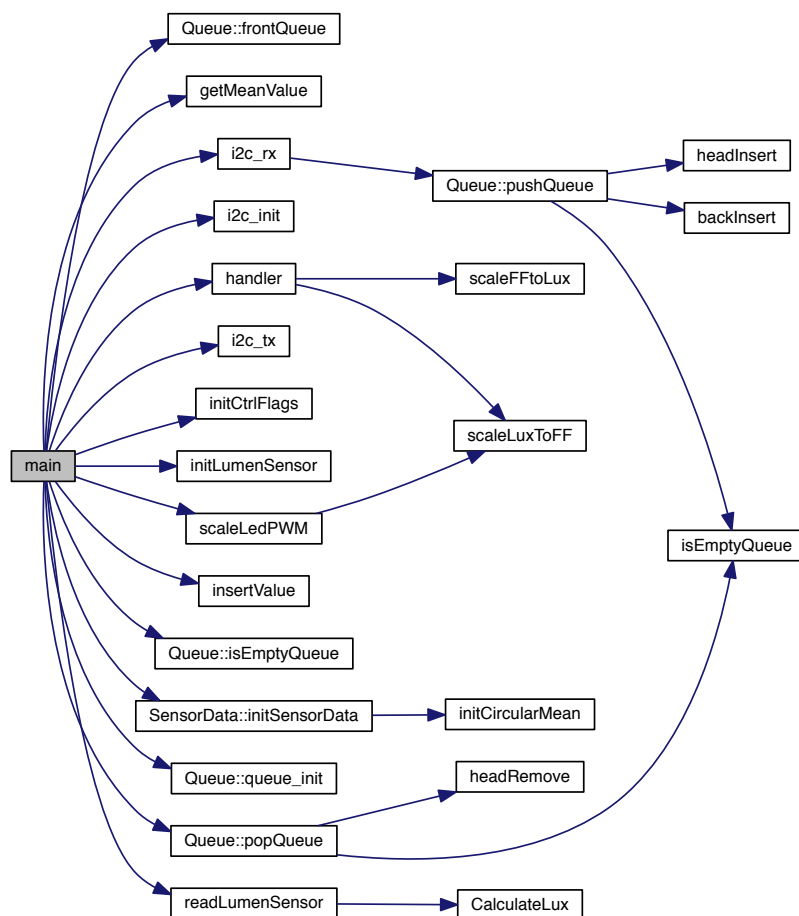 Queue::frontQueue
getMeanValue
i2c_rx
headInsert
Queue::pushQueue
backInsert
i2c_init
handler
scaleFFtoLux
i2c_tx
initCtrlFlags
scaleLuxToFF
main
initLumenSensor
scaleLedPWM
isEmptyQueue
insertValue
Queue::isEmptyQueue
SensorData::initSensorData
initCircularMean
Queue::queue_init
headRemove
Queue::popQueue
readLumenSensor
CalculateLux